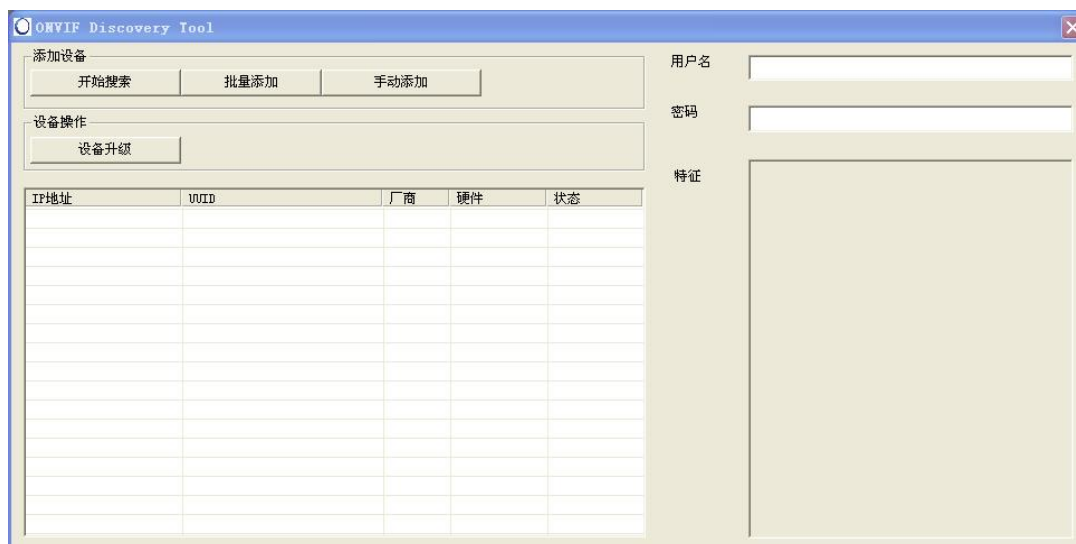 ONVIF Discovery Tool
添加设备
开始搜索 批量添加 手动添加
设备操作
设备升级
IP地址 UUID 厂商 硬件 状态
用户名
密码
特征